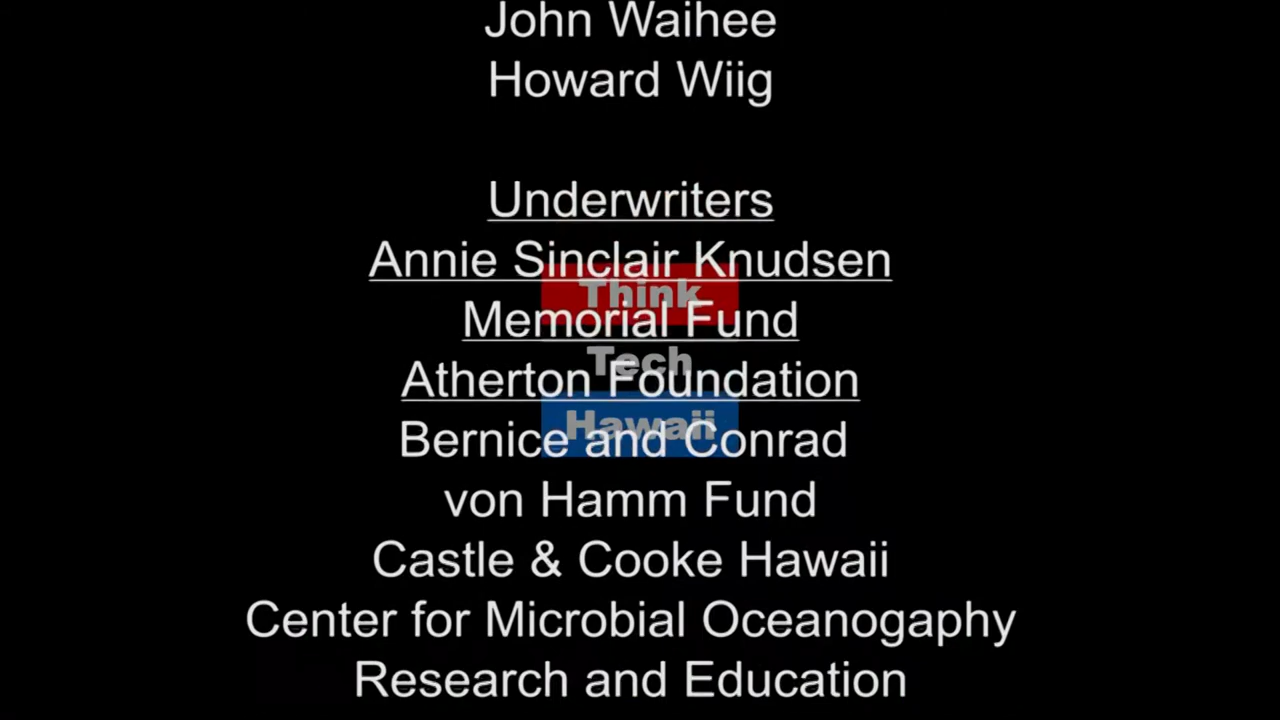 John Waihee
Howard Wiig
Underwriters
Annie Sinclair Knudsen
Think
Memorial Fund
Tech
Atherton Foundation
Hawaii
Bernice and Conrad
von Hamm Fund
Castle & Cooke Hawaii
Center for Microbial Oceanogaphy
Research and Education